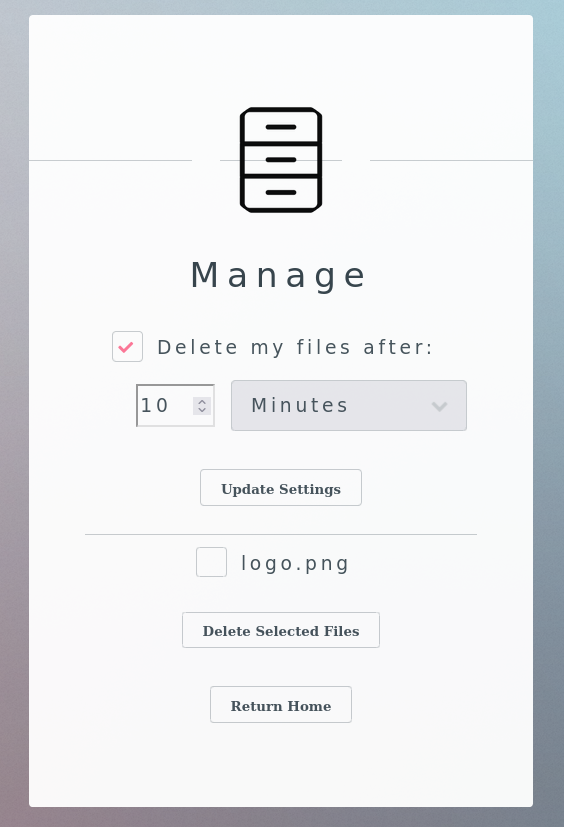 Manage
Delete my files after:
10 Minutes
Update Settings
logo.png
Delete Selected Files
Return Home